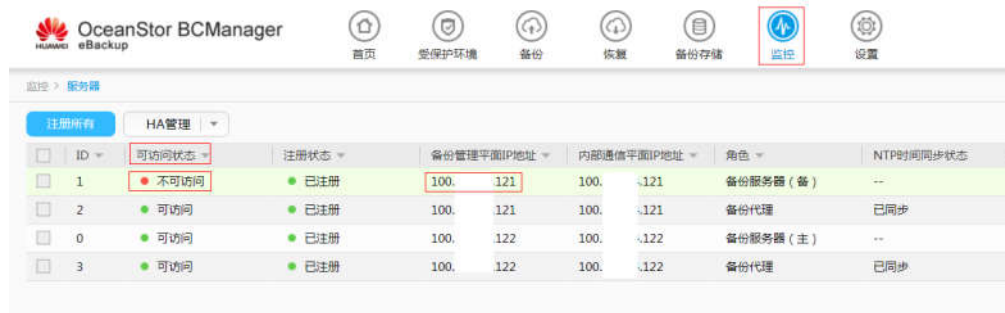 HUAWEI OceanStor BCManager
eBackup
首页 受保护环境 备份 恢复 备份存储 监控 设置
监控 > 服务器
注册所有 HA管理
ID 可访问状态 注册状态 备份管理平面IP地址 内部通信平面IP地址 角色 NTP时间同步状态
1 不可访问 已注册 100. .121 100. .121 备份服务器（备） --
2 可访问 已注册 100. .121 100. .121 备份代理 已同步
0 可访问 已注册 100. .122 100. .122 备份服务器（主） --
3 可访问 已注册 100. .122 100. .122 备份代理 已同步